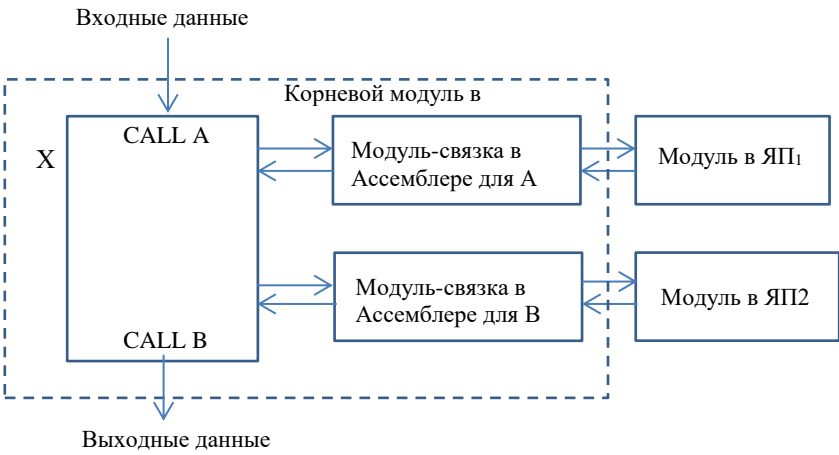 Входные данные
Корневой модуль в
CALL A
X
Модуль-связка в
Ассемблере для А
Модуль в ЯП₁
Модуль-связка в
Ассемблере для В
Модуль в ЯП2
CALL B
Выходные данные